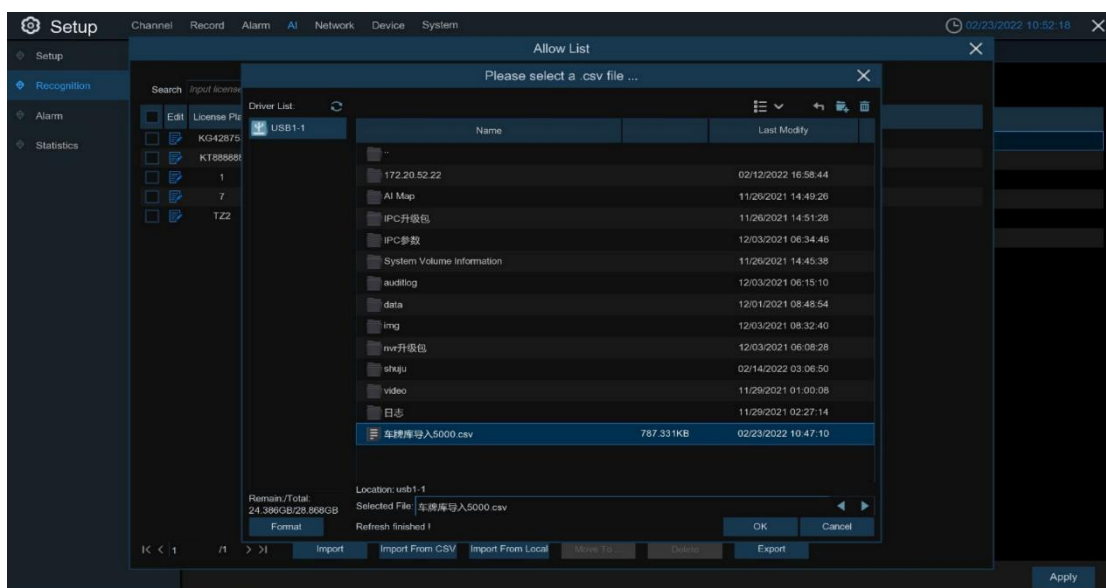 Setup Channel Record Alarm AI Network Device System 02/23/2022 10:52:18
Allow List
Setup
Recognition
Alarm
Statistics
Search Input license
Edit License Pla
KG42875
KT888888
1
7
TZ2
Please select a .csv file ...
Driver List:
USB1-1
Name Last Modify
..
172.20.52.22 02/12/2022 16:58:44
AI Map 11/26/2021 14:49:26
IPC升级包 11/26/2021 14:51:28
IPC参数 12/03/2021 06:34:46
System Volume Information 11/26/2021 14:45:38
auditlog 12/03/2021 06:15:10
data 12/01/2021 08:48:54
img 12/03/2021 08:32:40
nvr升级包 12/03/2021 06:08:28
shuju 02/14/2022 03:06:50
video 11/29/2021 01:00:08
日志 11/29/2021 02:27:14
车牌库导入5000.csv 787.331KB 02/23/2022 10:47:10
Remain./Total:
24.386GB/28.868GB
Format
Location: usb1-1
Selected File: 车牌库导入5000.csv
Refresh finished !
OK Cancel
1 /1 Import Import From CSV Import From Local Move To ... Delete Export
Apply